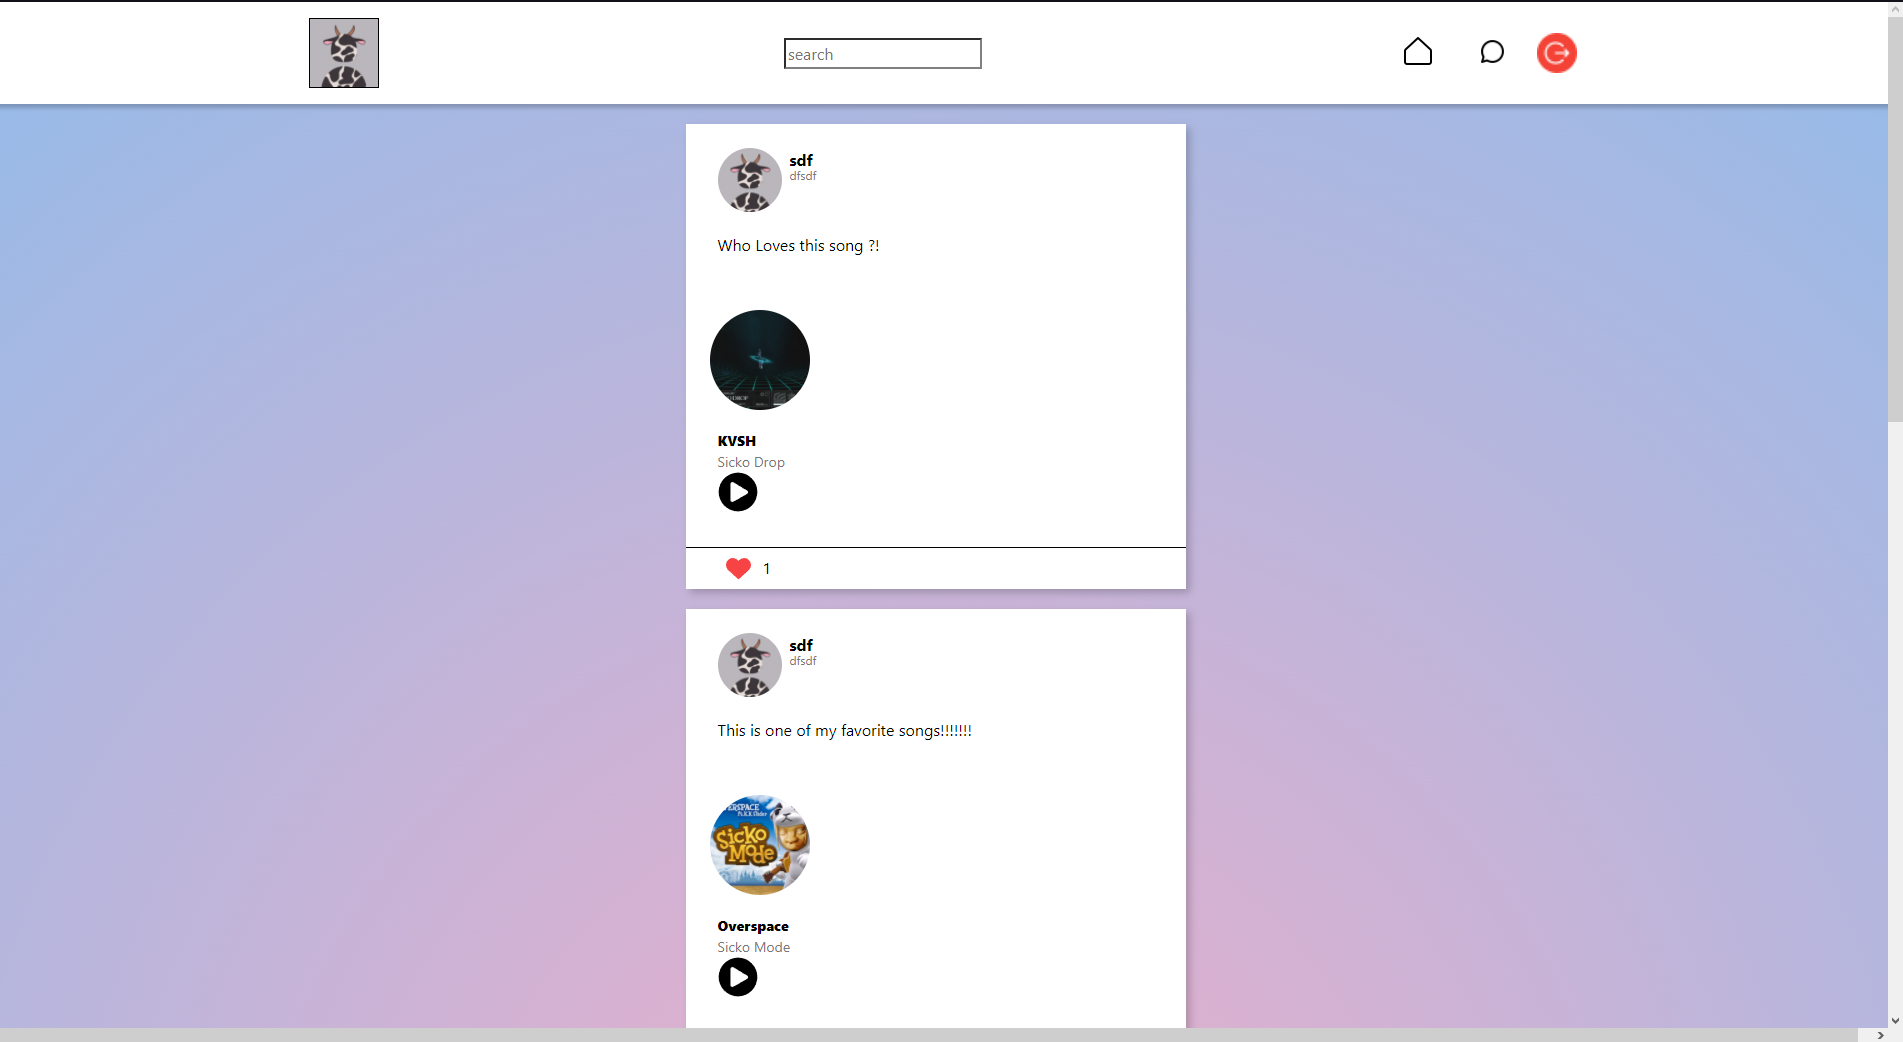 search
sdf
dfsdf
Who Loves this song ?!
KVSH
Sicko Drop
1
sdf
dfsdf
This is one of my favorite songs!!!!!!!
SICKO
MODE
Overspace
Sicko Mode